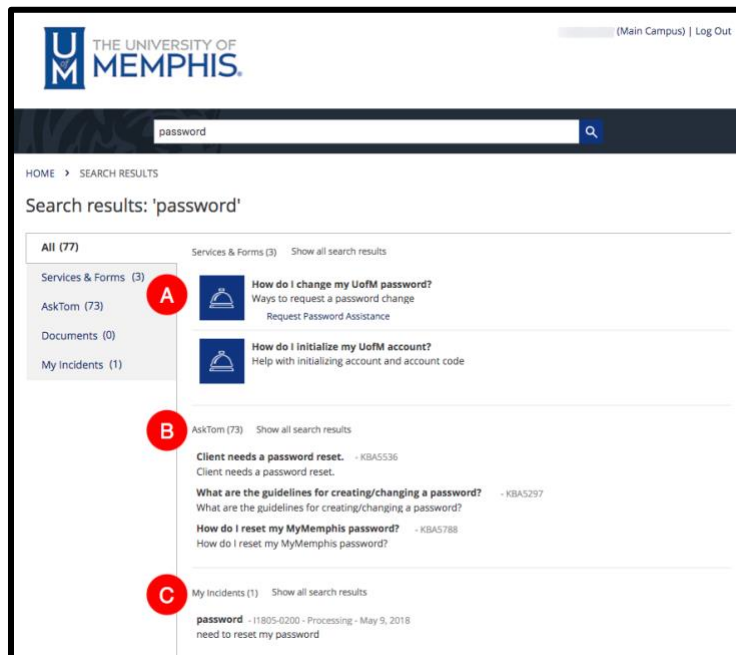 THE UNIVERSITY OF
MEMPHIS.
(Main Campus) | Log Out
password
HOME > SEARCH RESULTS
Search results: 'password'
All (77)
Services & Forms (3)
AskTom (73)
Documents (0)
My Incidents (1)
A
Services & Forms (3) Show all search results
How do I change my UofM password?
Ways to request a password change
Request Password Assistance
How do I initialize my UofM account?
Help with initializing account and account code
B
AskTom (73) Show all search results
Client needs a password reset. - KBA5536
Client needs a password reset.
What are the guidelines for creating/changing a password? - KBA5297
What are the guidelines for creating/changing a password?
How do I reset my MyMemphis password? - KBA5788
How do I reset my MyMemphis password?
C
My Incidents (1) Show all search results
password - I1805-0200 - Processing - May 9, 2018
need to reset my password